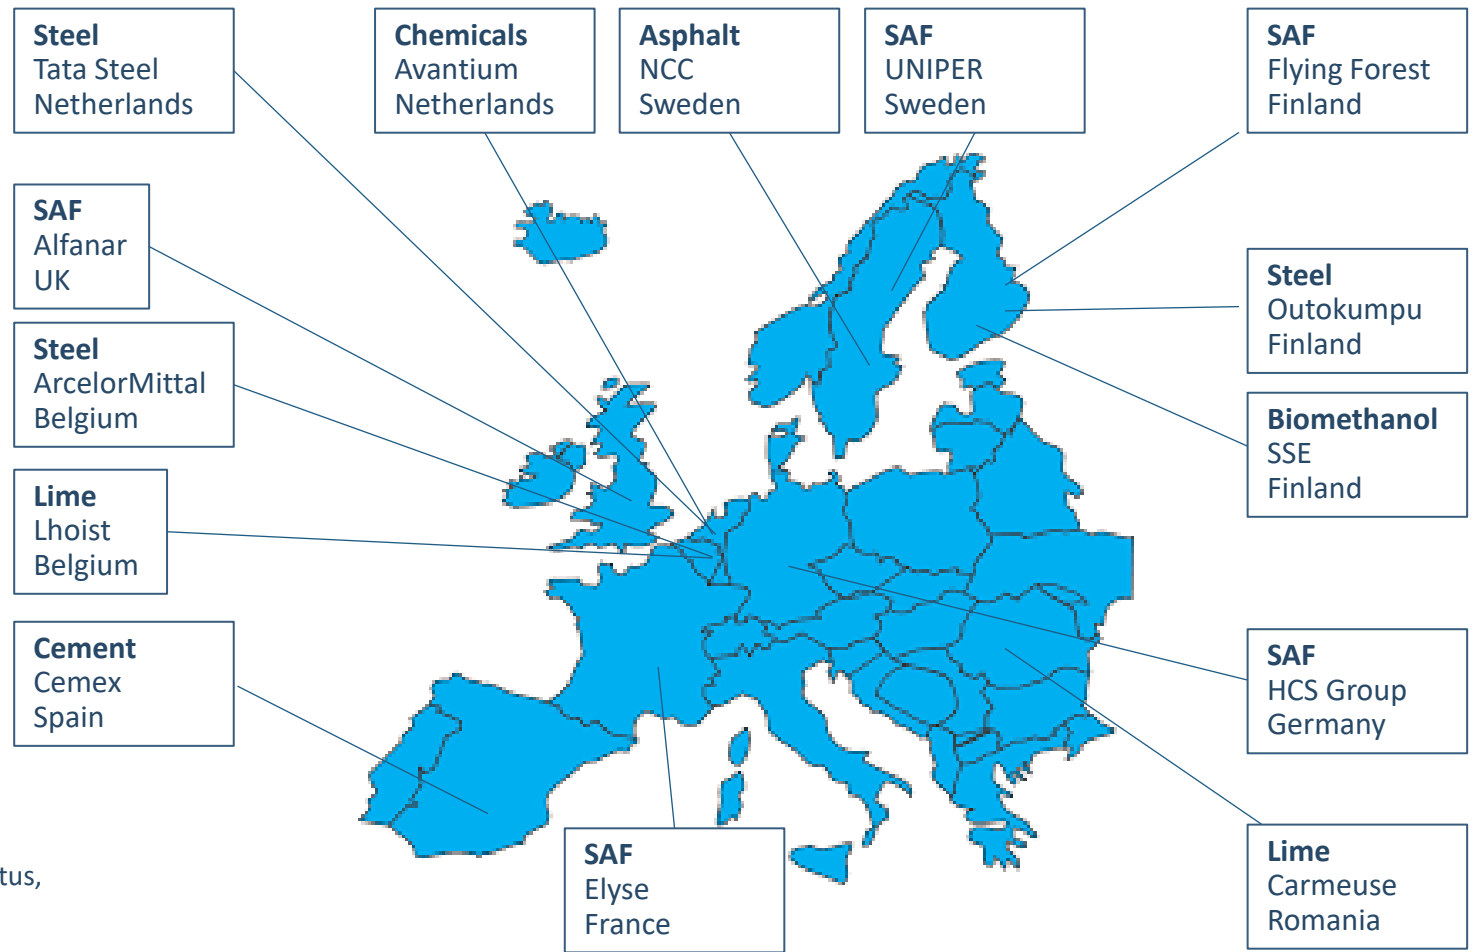 Steel
Tata Steel
Netherlands
Chemicals
Avantium
Netherlands
Asphalt
NCC
Sweden
SAF
UNIPER
Sweden
SAF
Flying Forest
Finland
SAF
Alfanar
UK
Steel
Outokumpu
Finland
Steel
ArcelorMittal
Belgium
Biomethanol
SSE
Finland
Lime
Lhoist
Belgium
Cement
Cemex
Spain
SAF
HCS Group
Germany
SAF
Elyse
France
Lime
Carmeuse
Romania
tus,